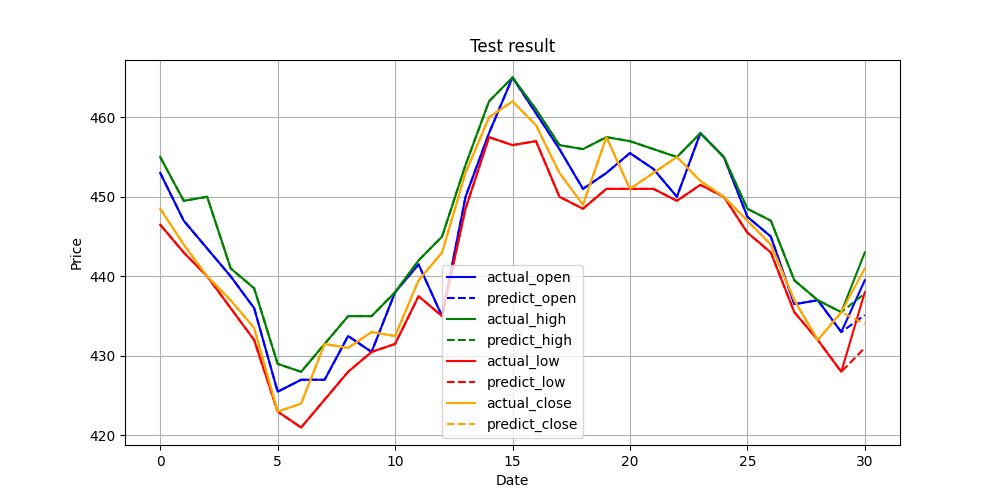 Test result
Price
460
450
440
430
420
actual_open
predict_open
actual_high
predict_high
actual_low
predict_low
actual_close
predict_close
0 5 10 15 20 25 30
Date